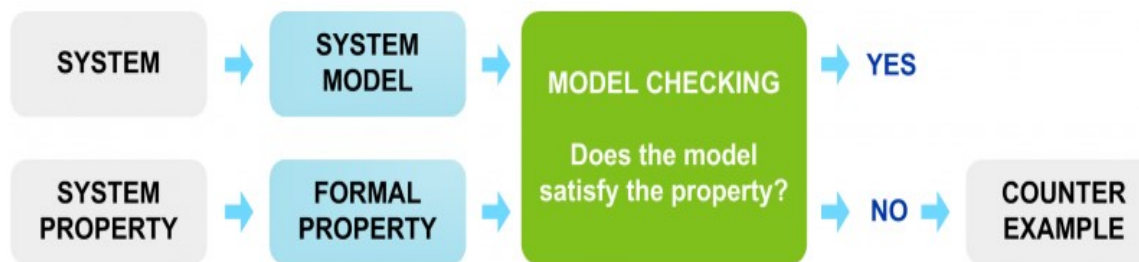 SYSTEM
SYSTEM
MODEL
MODEL CHECKING
Does the model
satisfy the property?
YES
SYSTEM
PROPERTY
FORMAL
PROPERTY
NO
COUNTER
EXAMPLE